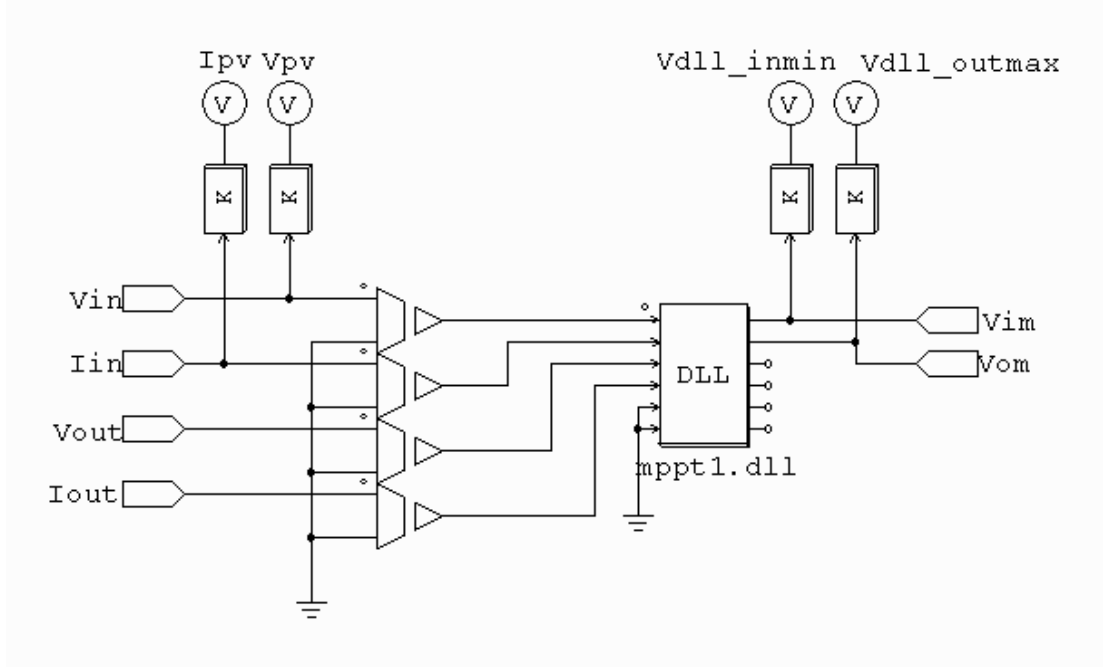 Ipv Vpv
Vdll_inmin Vdll_outmax
V V V V
K K K K
Vin
Vim
Iin
DLL
Vom
Vout
mppt1.dll
Iout